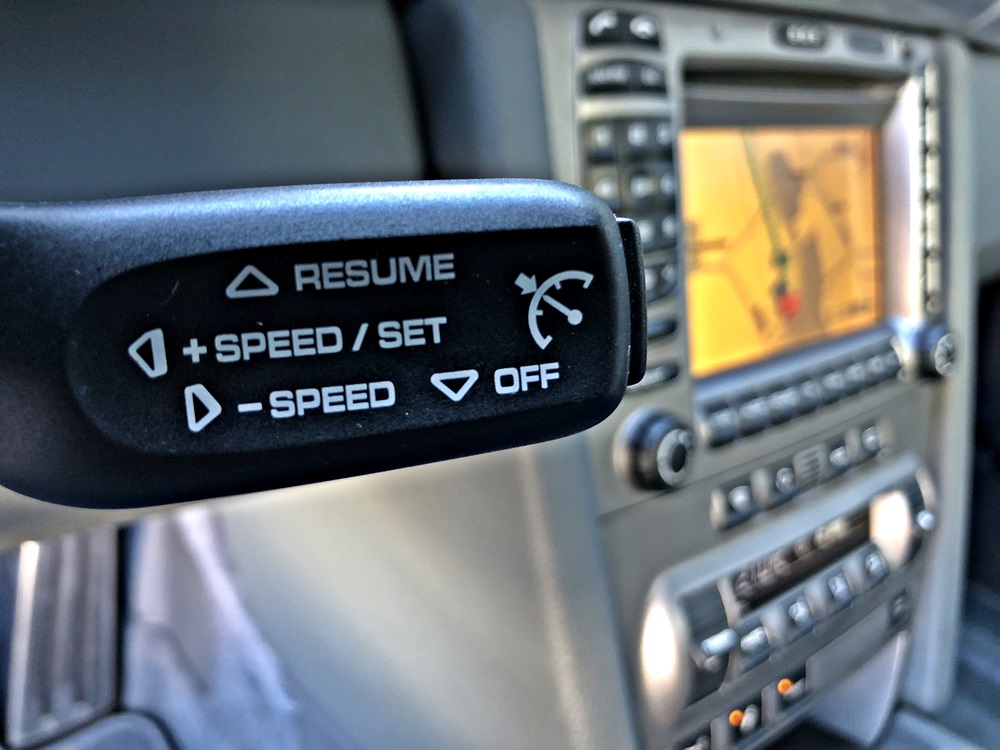 RESUME
+SPEED / SET
-SPEED OFF